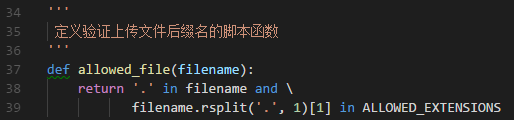 34 '''
35 定义验证上传文件后缀名的脚本函数
36 '''
37 def allowed_file(filename):
38     return '.' in filename and \
39         filename.rsplit('.', 1)[1] in ALLOWED_EXTENSIONS